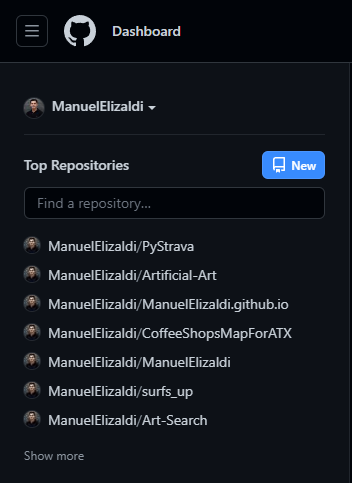 Dashboard
ManuelElizaldi
Top Repositories
New
Find a repository...
ManuelElizaldi/PyStrava
ManuelElizaldi/Artificial-Art
ManuelElizaldi/ManuelElizaldi.github.io
ManuelElizaldi/CoffeeShopsMapForATX
ManuelElizaldi/ManuelElizaldi
ManuelElizaldi/surfs_up
ManuelElizaldi/Art-Search
Show more